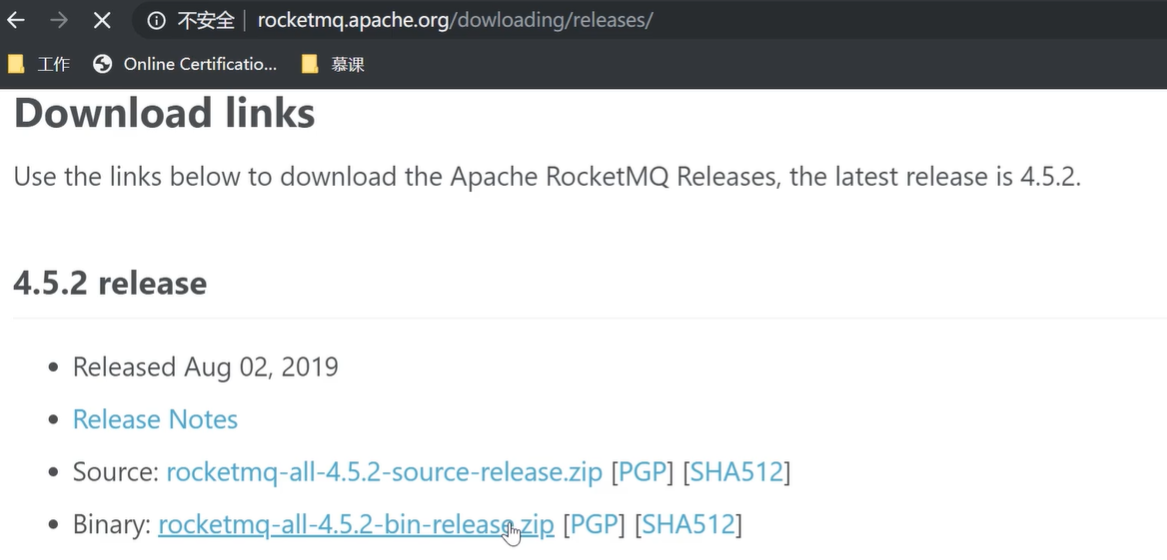 不安全 rocketmq.apache.org/dowloading/releases/
工作 Online Certificatio... 慕课
Download links
Use the links below to download the Apache RocketMQ Releases, the latest release is 4.5.2.
4.5.2 release
Released Aug 02, 2019
Release Notes
Source: rocketmq-all-4.5.2-source-release.zip [PGP] [SHA512]
Binary: rocketmq-all-4.5.2-bin-release.zip [PGP] [SHA512]